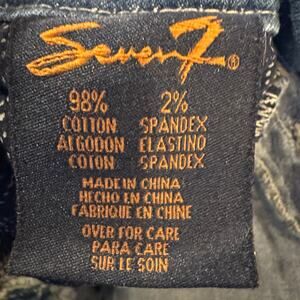 Seven7®
98% 2%
COTTON SPANDEX
ALGODON ELASTINO
COTON SPANDEX
MADE IN CHINA
HECHO EN CHINA
FABRIQUE EN CHINE
OVER FOR CARE
PARA CARE
SUR LE SOIN